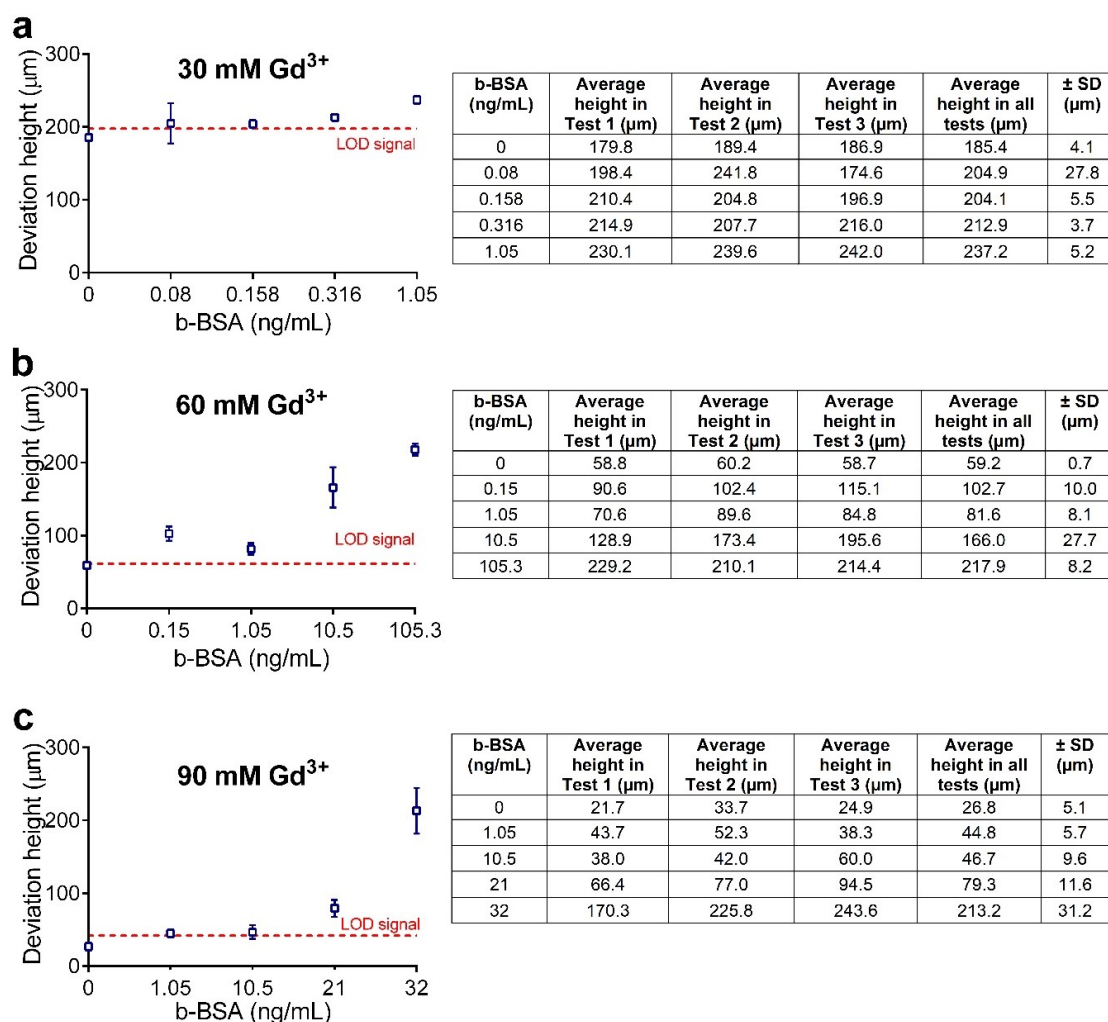 a
30 mM Gd³⁺
Deviation height (μm)
300
200
100
0
LOD signal
0 0.08 0.158 0.316 1.05
b-BSA (ng/mL)
b-BSA (ng/mL) Average height in Test 1 (μm) Average height in Test 2 (μm) Average height in Test 3 (μm) Average height in all tests (μm) ± SD (μm)
0 179.8 189.4 186.9 185.4 4.1
0.08 198.4 241.8 174.6 204.9 27.8
0.158 210.4 204.8 196.9 204.1 5.5
0.316 214.9 207.7 216.0 212.9 3.7
1.05 230.1 239.6 242.0 237.2 5.2
b
60 mM Gd³⁺
Deviation height (μm)
300
200
100
0
LOD signal
0 0.15 1.05 10.5 105.3
b-BSA (ng/mL)
b-BSA (ng/mL) Average height in Test 1 (μm) Average height in Test 2 (μm) Average height in Test 3 (μm) Average height in all tests (μm) ± SD (μm)
0 58.8 60.2 58.7 59.2 0.7
0.15 90.6 102.4 115.1 102.7 10.0
1.05 70.6 89.6 84.8 81.6 8.1
10.5 128.9 173.4 195.6 166.0 27.7
105.3 229.2 210.1 214.4 217.9 8.2
c
90 mM Gd³⁺
Deviation height (μm)
300
200
100
0
LOD signal
0 1.05 10.5 21 32
b-BSA (ng/mL)
b-BSA (ng/mL) Average height in Test 1 (μm) Average height in Test 2 (μm) Average height in Test 3 (μm) Average height in all tests (μm) ± SD (μm)
0 21.7 33.7 24.9 26.8 5.1
1.05 43.7 52.3 38.3 44.8 5.7
10.5 38.0 42.0 60.0 46.7 9.6
21 66.4 77.0 94.5 79.3 11.6
32 170.3 225.8 243.6 213.2 31.2